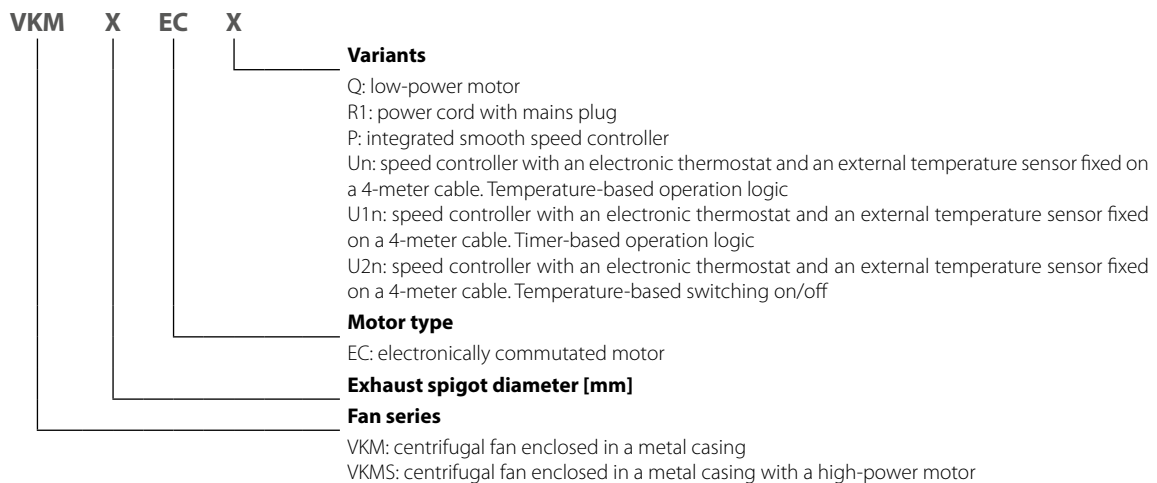 VKM X EC X
Variants
Q: low-power motor
R1: power cord with mains plug
P: integrated smooth speed controller
Un: speed controller with an electronic thermostat and an external temperature sensor fixed on
a 4-meter cable. Temperature-based operation logic
U1n: speed controller with an electronic thermostat and an external temperature sensor fixed
on a 4-meter cable. Timer-based operation logic
U2n: speed controller with an electronic thermostat and an external temperature sensor fixed
on a 4-meter cable. Temperature-based switching on/off
Motor type
EC: electronically commutated motor
Exhaust spigot diameter [mm]
Fan series
VKM: centrifugal fan enclosed in a metal casing
VKMS: centrifugal fan enclosed in a metal casing with a high-power motor